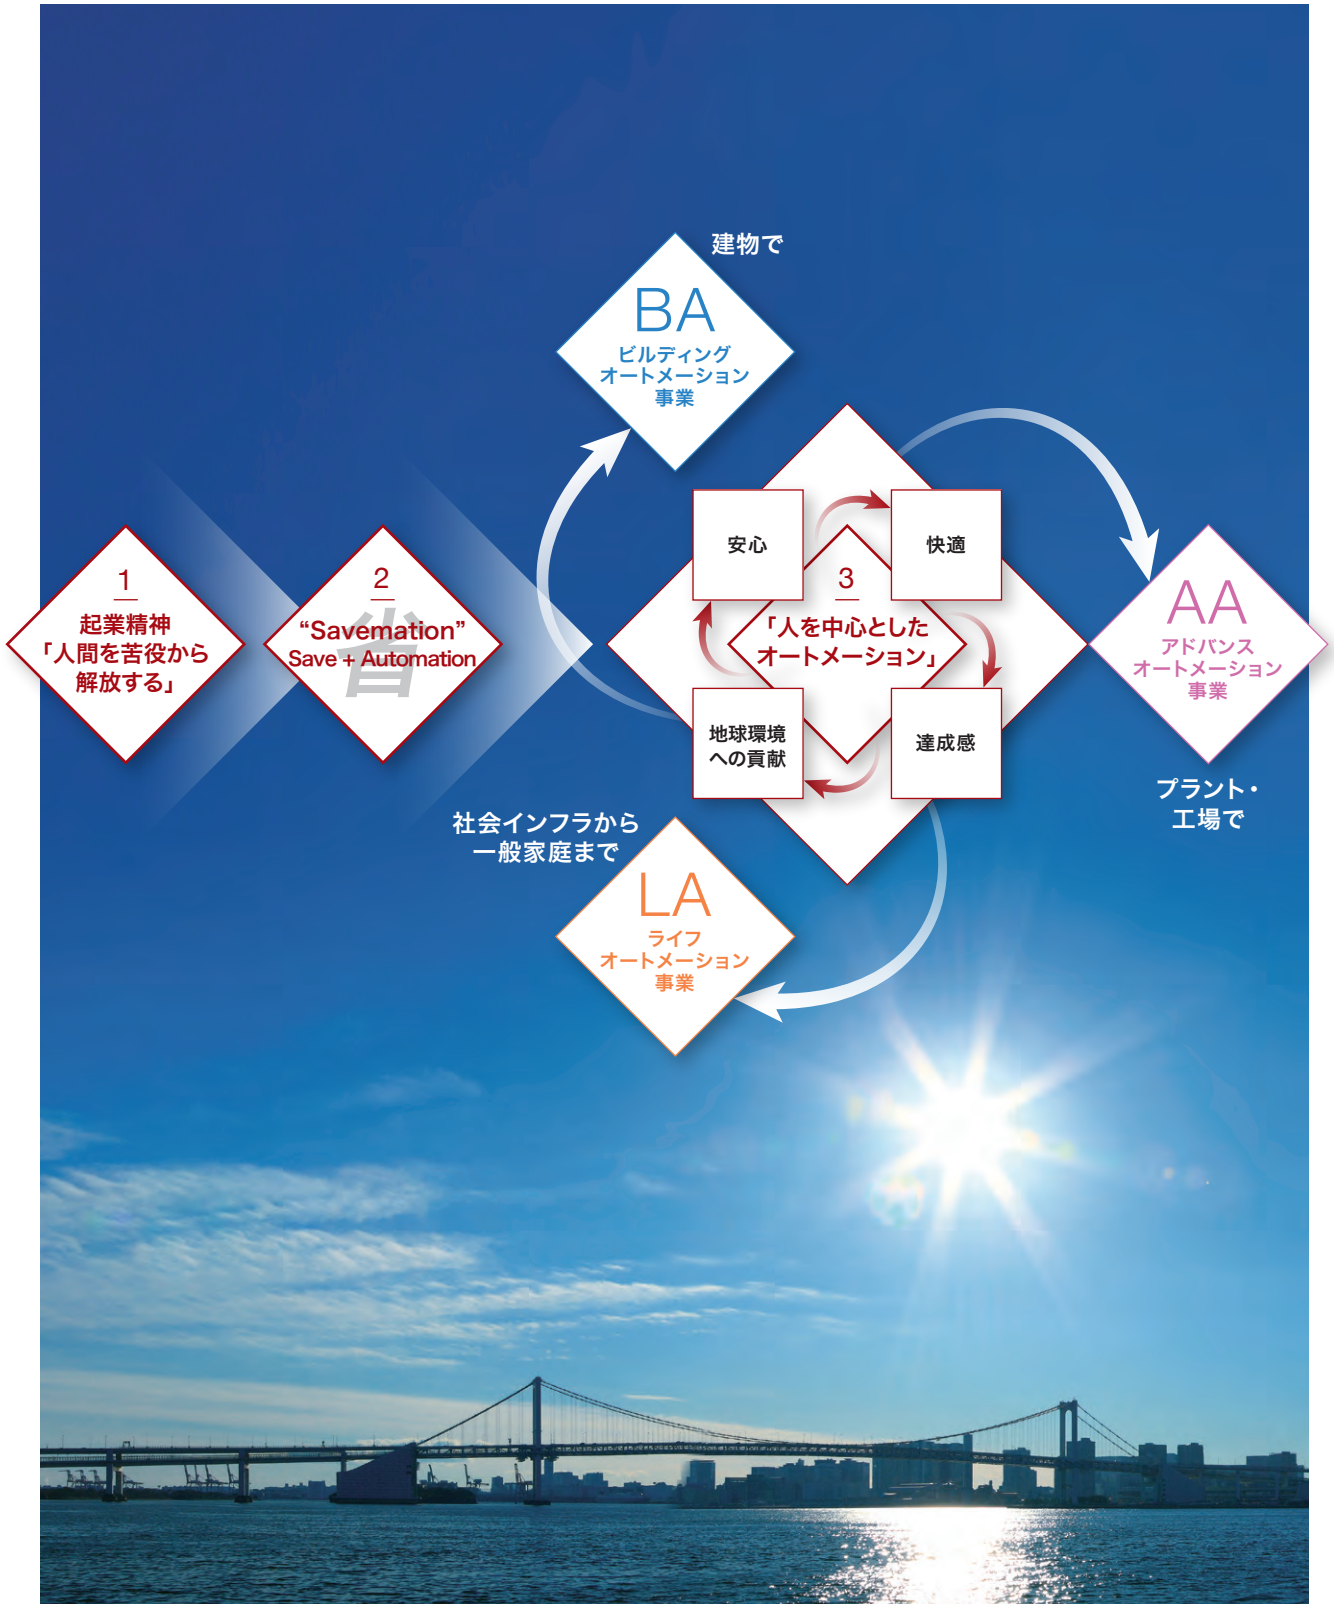 建物で
BA
ビルディング
オートメーション
事業
1
起業精神
「人間を苦役から
解放する」
2
省
“Savemation”
Save + Automation
安心
快適
3
「人を中心とした
オートメーション」
地球環境
への貢献
達成感
AA
アドバンス
オートメーション
事業
プラント・
工場で
社会インフラから
一般家庭まで
LA
ライフ
オートメーション
事業